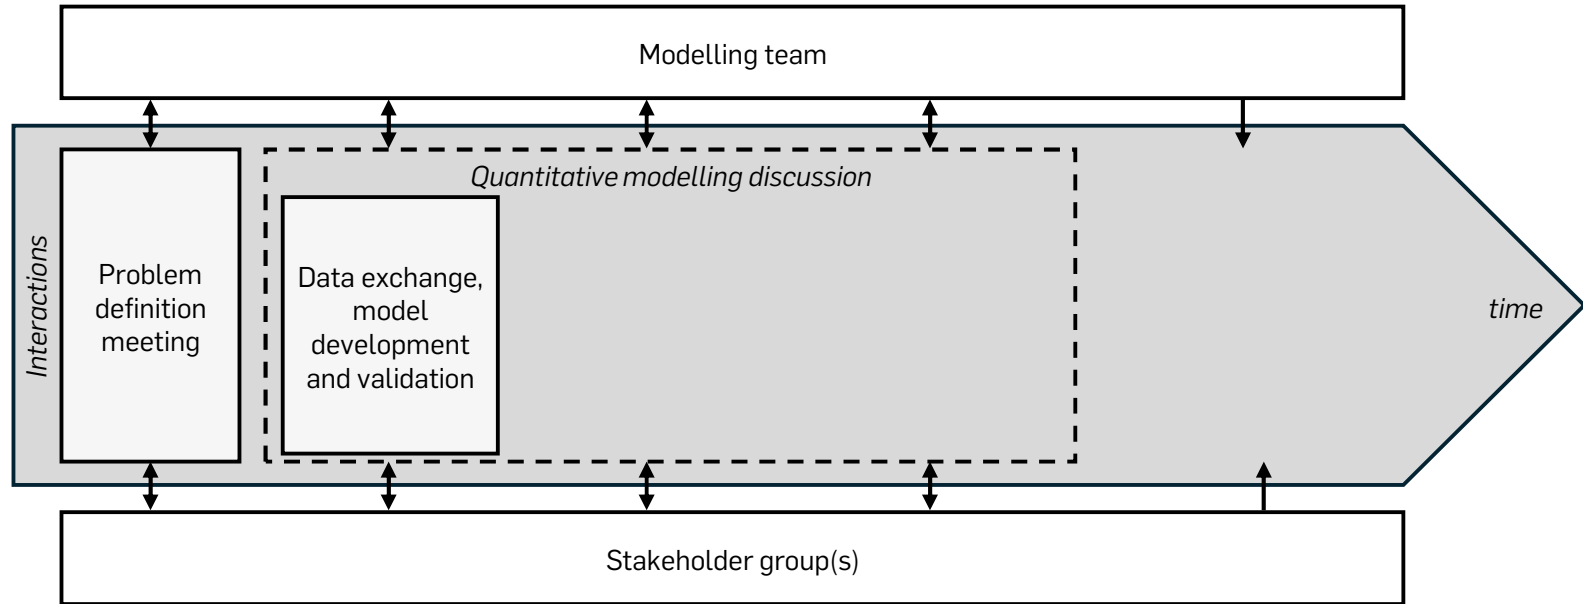 Modelling team
Quantitative modelling discussion
Interactions
Problem
definition
meeting
Data exchange,
model
development
and validation
time
Stakeholder group(s)